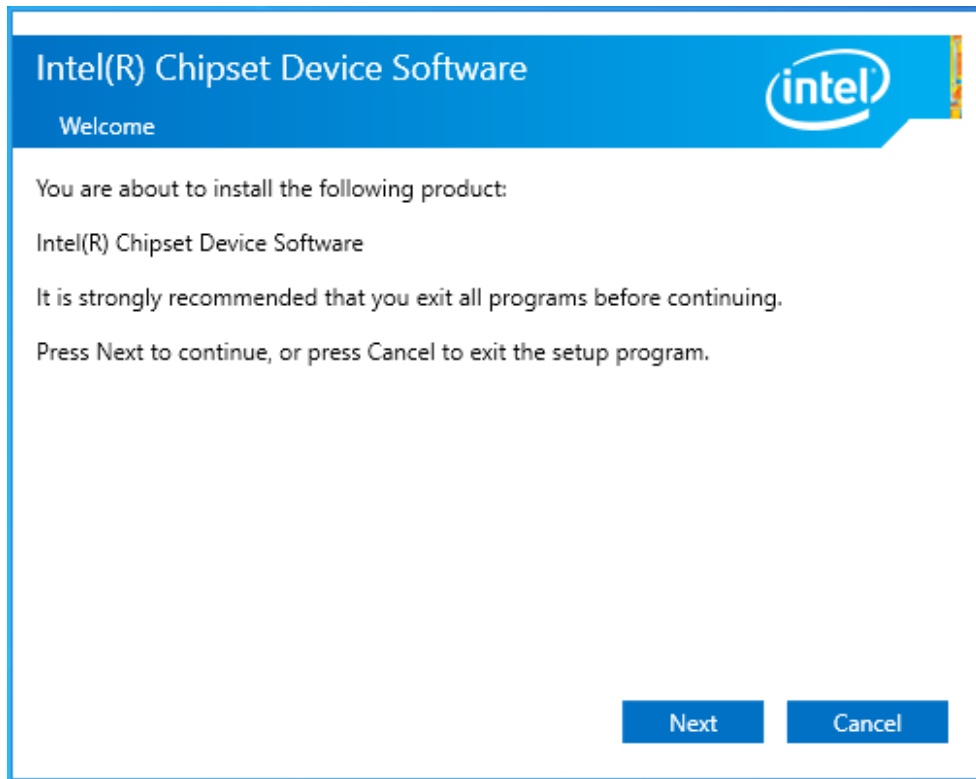 Intel(R) Chipset Device Software
intel
Welcome
You are about to install the following product:
Intel(R) Chipset Device Software
It is strongly recommended that you exit all programs before continuing.
Press Next to continue, or press Cancel to exit the setup program.
Next
Cancel